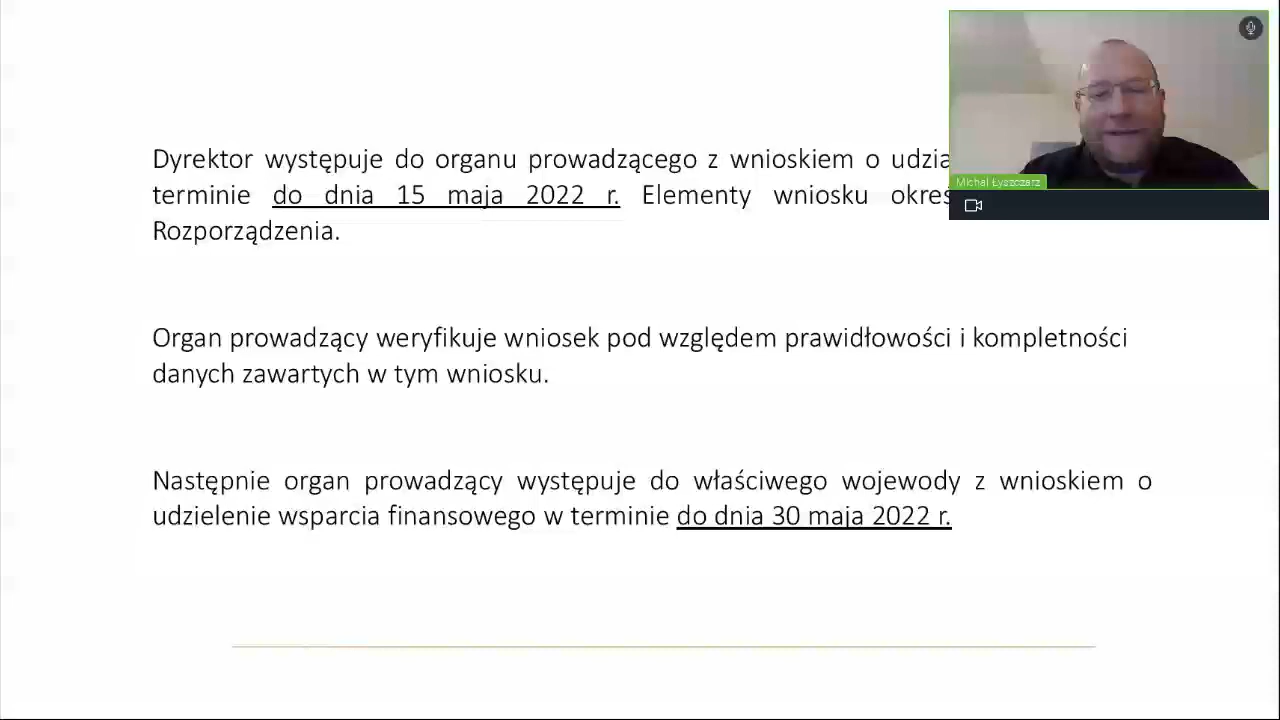 Dyrektor występuje do organu prowadzącego z wnioskiem o
terminie do dnia 15 maja 2022 r. Elementy wniosku
Rozporządzenia.
Organ prowadzący weryfikuje wniosek pod względem prawidłowości i kompletności
danych zawartych w tym wniosku.
Następnie organ prowadzący występuje do właściwego wojewody z wnioskiem o
udzielenie wsparcia finansowego w terminie do dnia 30 maja 2022 r.
Michał Łyszczarz